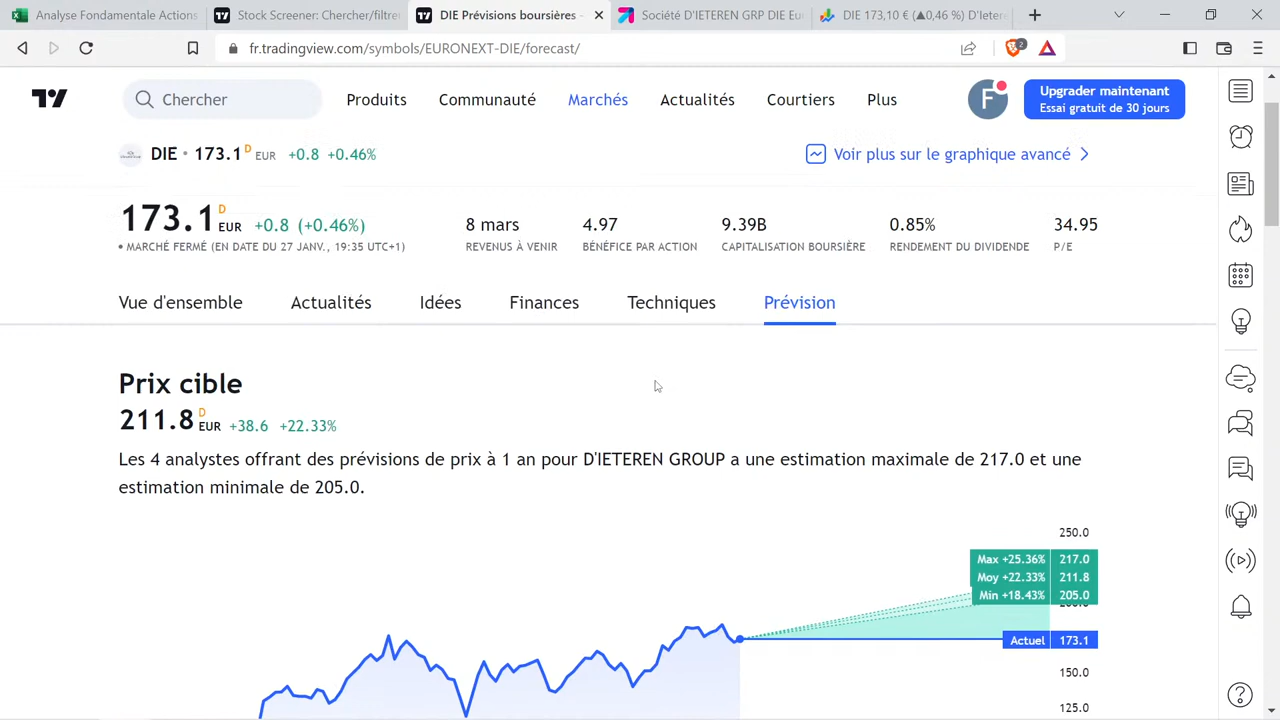 Analyse Fondamentale Actions
Stock Screener: Chercher/filtrer
DIE Prévisions boursières -
Société D'IETEREN GRP DIE Eu
DIE 173,10 € (▲0,46 %) D'Ietere
fr.tradingview.com/symbols/EURONEXT-DIE/forecast/
2
Chercher
Produits
Communauté
Marchés
Actualités
Courtiers
Plus
F
Upgrader maintenant
Essai gratuit de 30 jours
DIE • 173.1 D EUR +0.8 +0.46%
Voir plus sur le graphique avancé
173.1 D EUR +0.8 (+0.46%)
• MARCHÉ FERMÉ (EN DATE DU 27 JANV., 19:35 UTC+1)
8 mars
REVENUS À VENIR
4.97
BÉNÉFICE PAR ACTION
9.39B
CAPITALISATION BOURSIÈRE
0.85%
RENDEMENT DU DIVIDENDE
34.95
P/E
Vue d'ensemble
Actualités
Idées
Finances
Techniques
Prévision
Prix cible
211.8 D EUR +38.6 +22.33%
Les 4 analystes offrant des prévisions de prix à 1 an pour D'IETEREN GROUP a une estimation maximale de 217.0 et une
estimation minimale de 205.0.
250.0
Max +25.36% 217.0
Moy +22.33% 211.8
Min +18.43% 205.0
Actuel 173.1
150.0
125.0